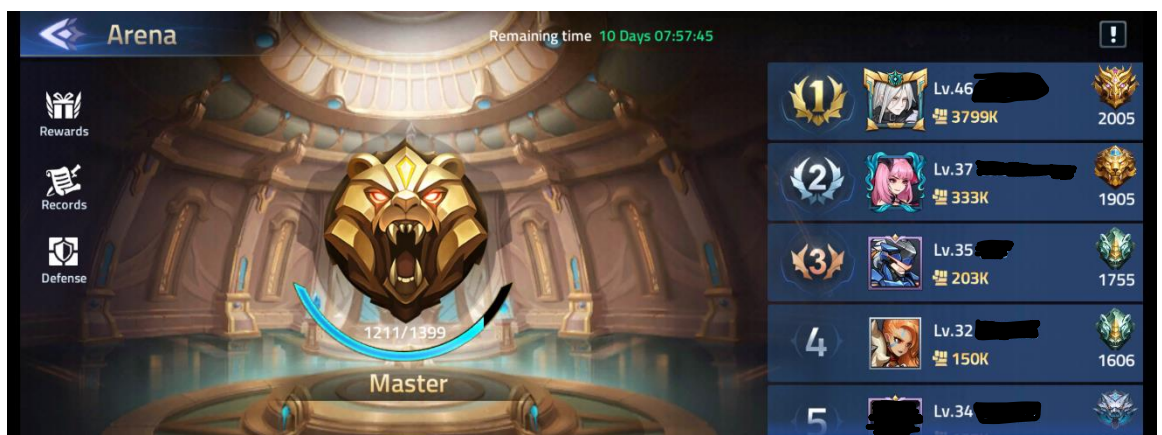 Arena
Remaining time 10 Days 07:57:45
!
Rewards
Records
Defense
1211/1399
Master
1
Lv.46
3799K
2005
2
Lv.37
333K
1905
3
Lv.35
203K
1755
4
Lv.32
150K
1606
5
Lv.34